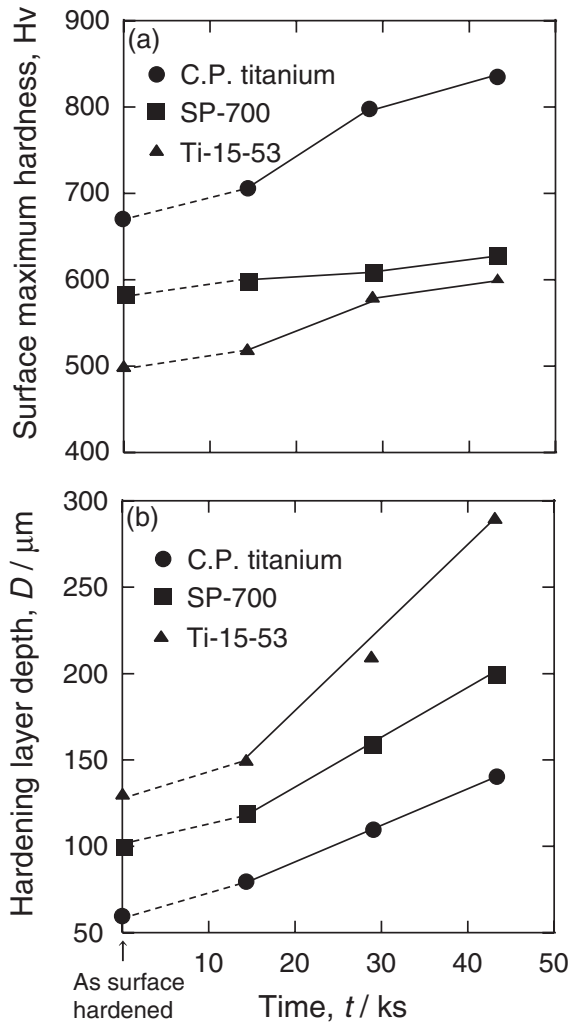 Surface maximum hardness, Hv
900
800
700
600
500
400
(a)
C.P. titanium
SP-700
Ti-15-53
Hardening layer depth, D / μm
300
250
200
150
100
50
(b)
C.P. titanium
SP-700
Ti-15-53
10
20
30
40
50
As surface
hardened
Time, t / ks